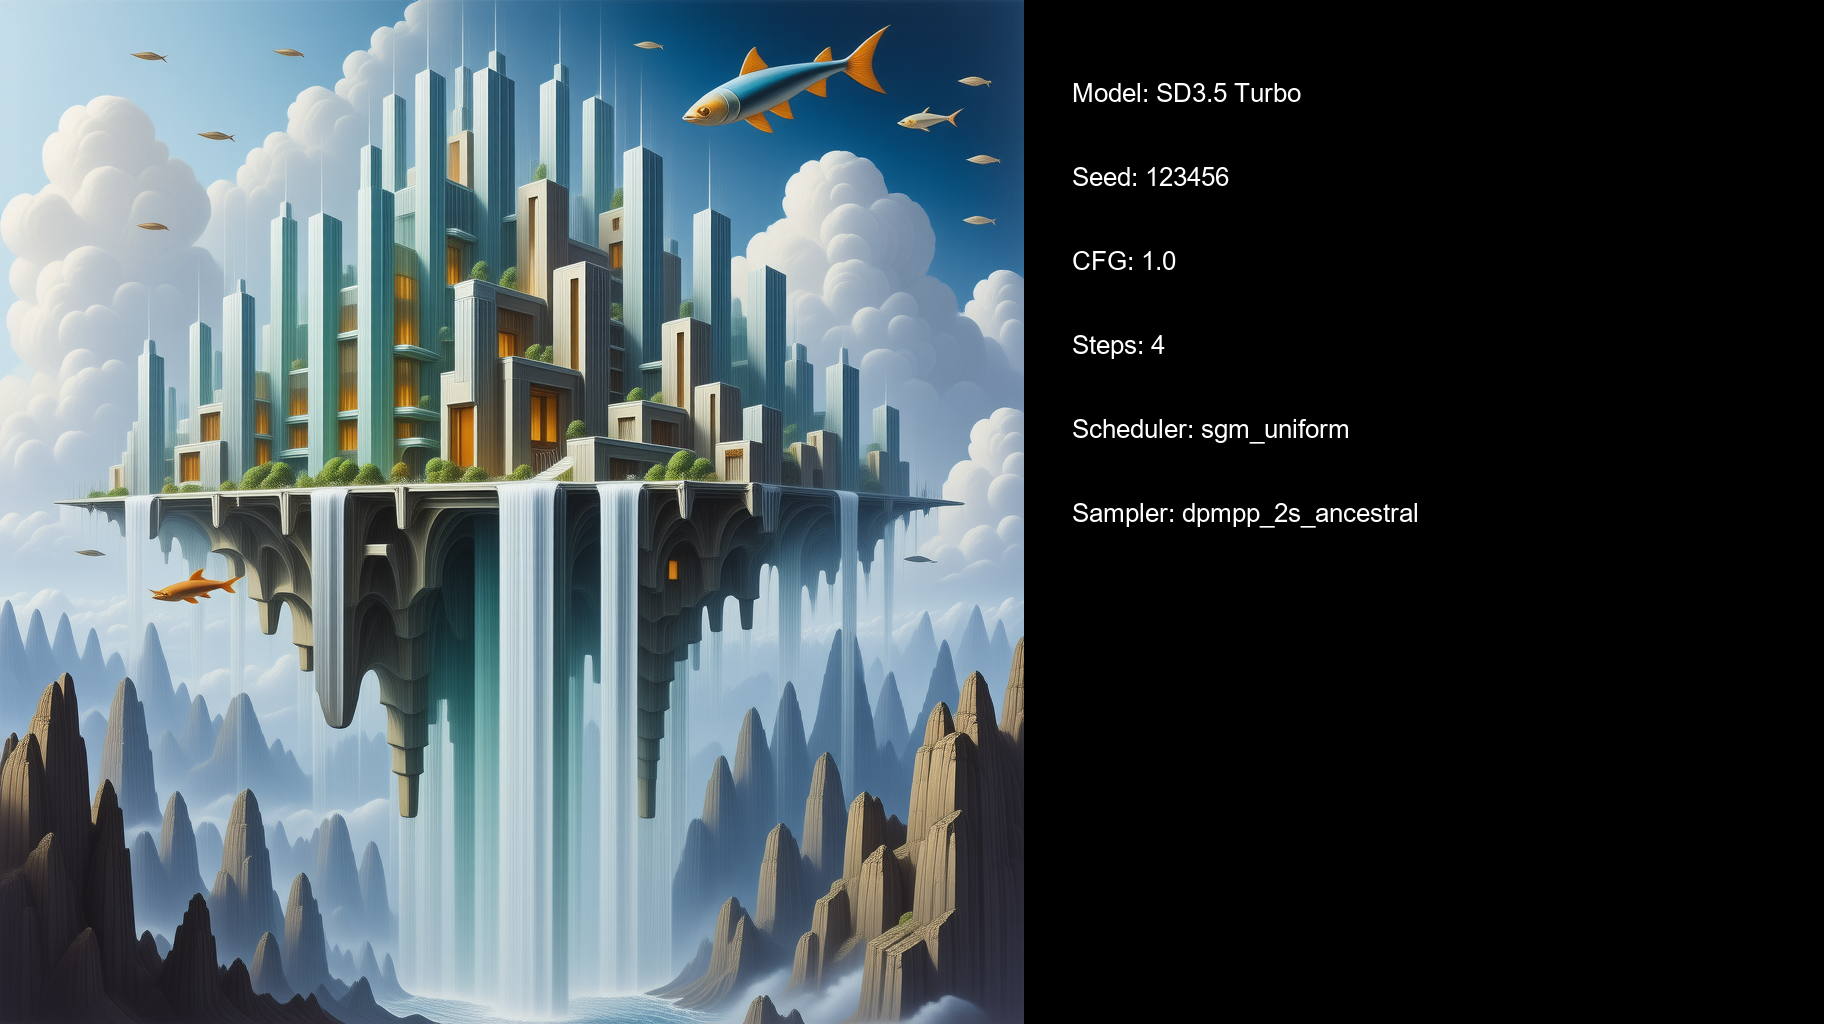 Model: SD3.5 Turbo
Seed: 123456
CFG: 1.0
Steps: 4
Scheduler: sgm_uniform
Sampler: dpmpp_2s_ancestral